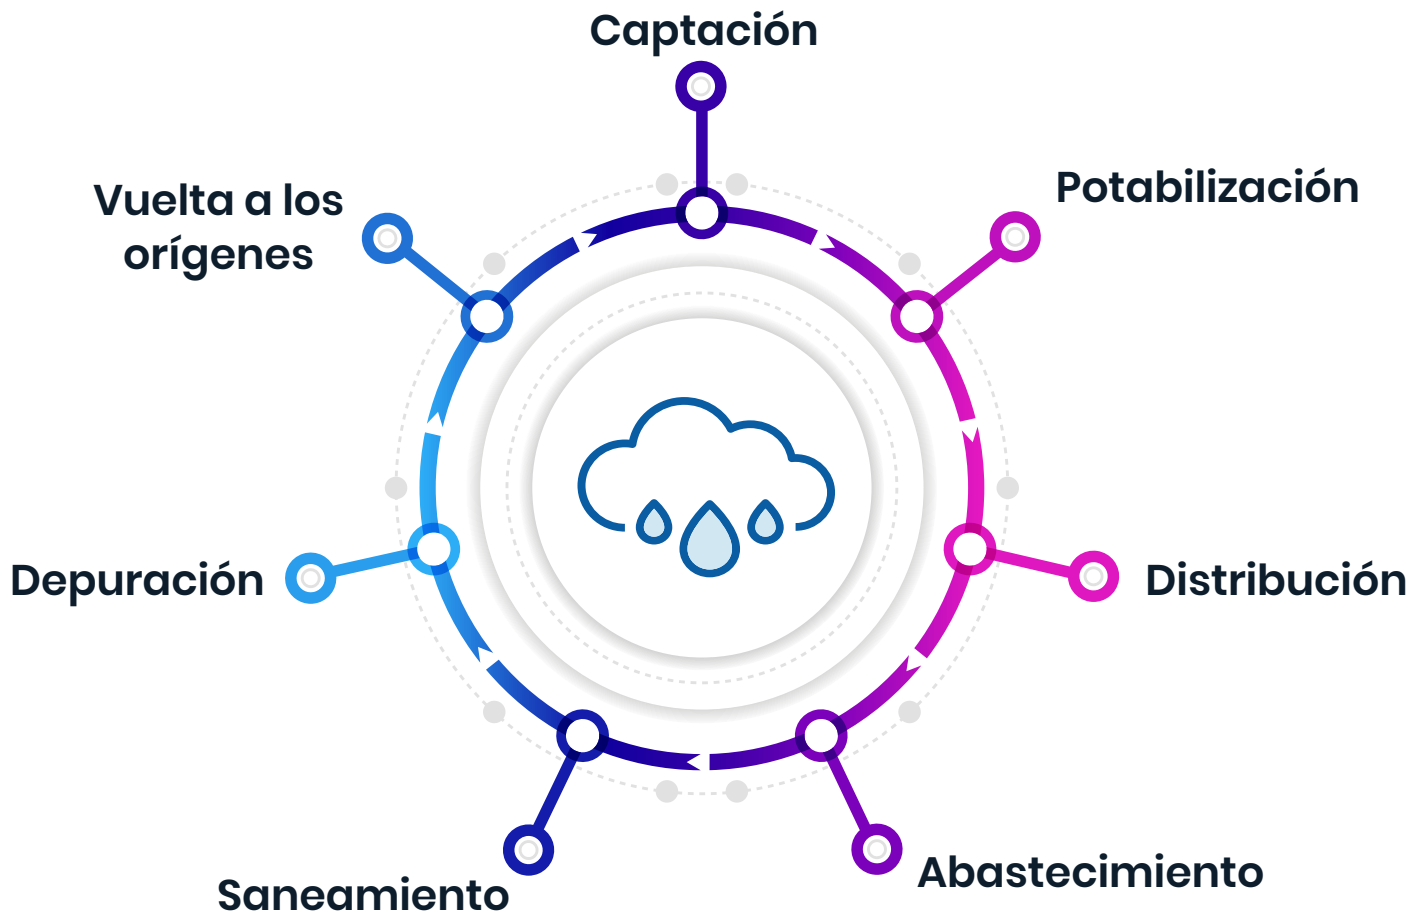 Captación
Potabilización
Distribución
Abastecimiento
Saneamiento
Depuración
Vuelta a los
orígenes